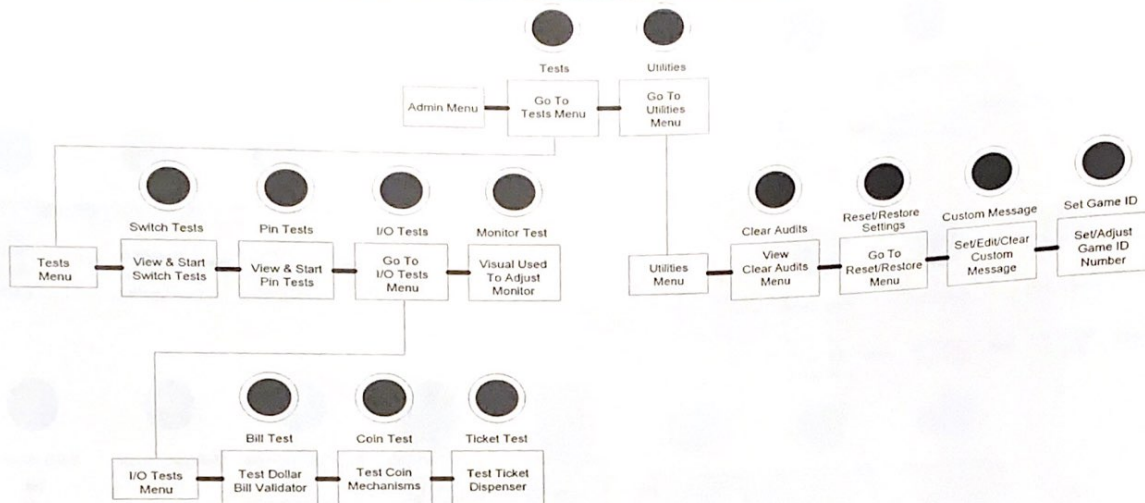 Tests
Utilities
Admin Menu
Go To
Tests Menu
Go To
Utilities
Menu
Switch Tests
Pin Tests
I/O Tests
Monitor Test
Tests
Menu
View & Start
Switch Tests
View & Start
Pin Tests
Go To
I/O Tests
Menu
Visual Used
To Adjust
Monitor
Clear Audits
Reset/Restore
Settings
Custom Message
Set Game ID
Utilities
Menu
View
Clear Audits
Menu
Go To
Reset/Restore
Menu
Set/Edit/Clear
Custom
Message
Set/Adjust
Game ID
Number
Bill Test
Coin Test
Ticket Test
I/O Tests
Menu
Test Dollar
Bill Validator
Test Coin
Mechanisms
Test Ticket
Dispenser